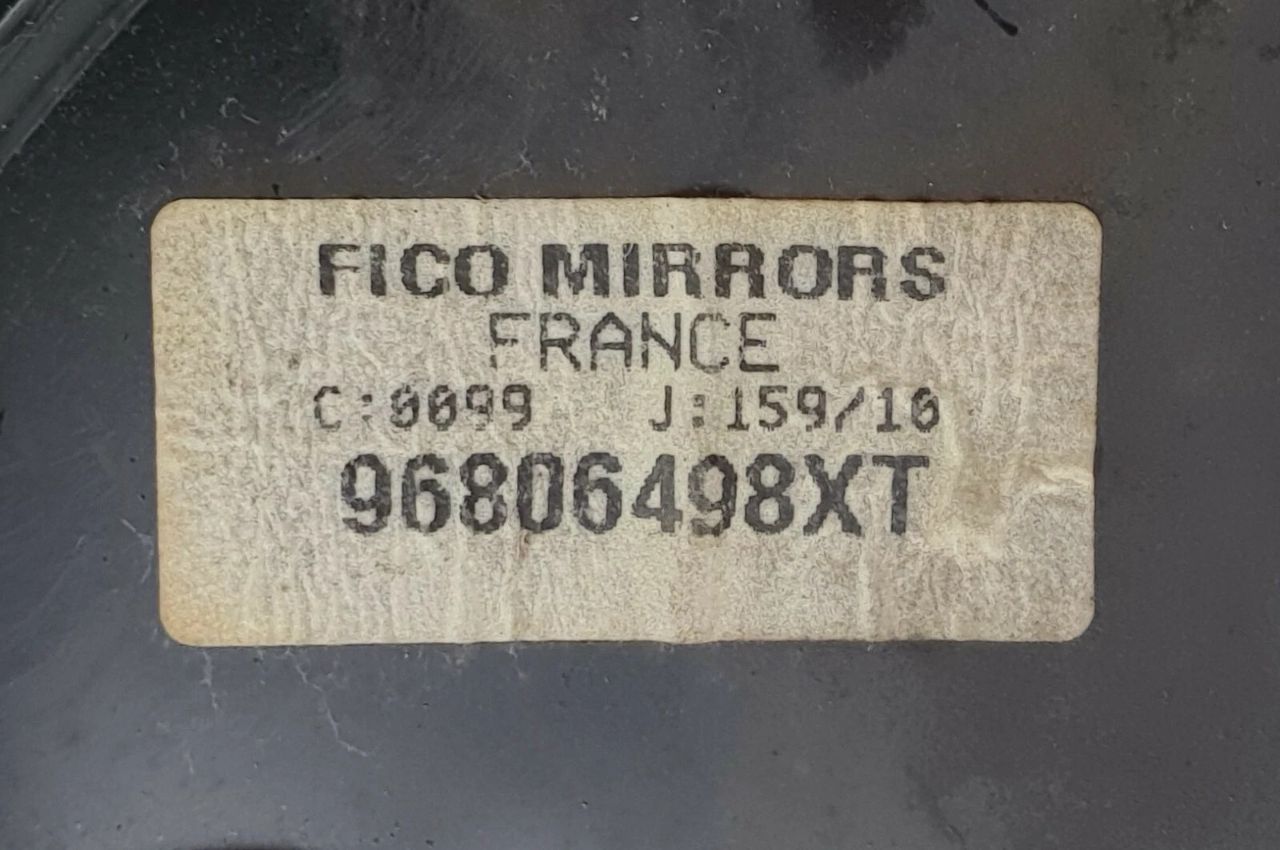 FICO MIRRORS
FRANCE
C:0099 J:159/10
96806498XT